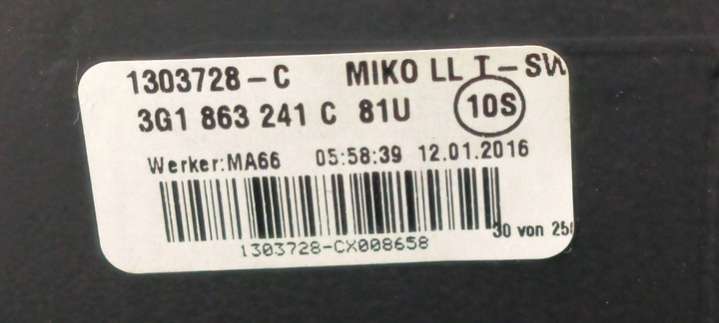 1303728-C MIKO LL T-SW
3G1 863 241 C 81U 10S
Werker:MA66 05:58:39 12.01.2016
30 von 250
1303728-CX008658